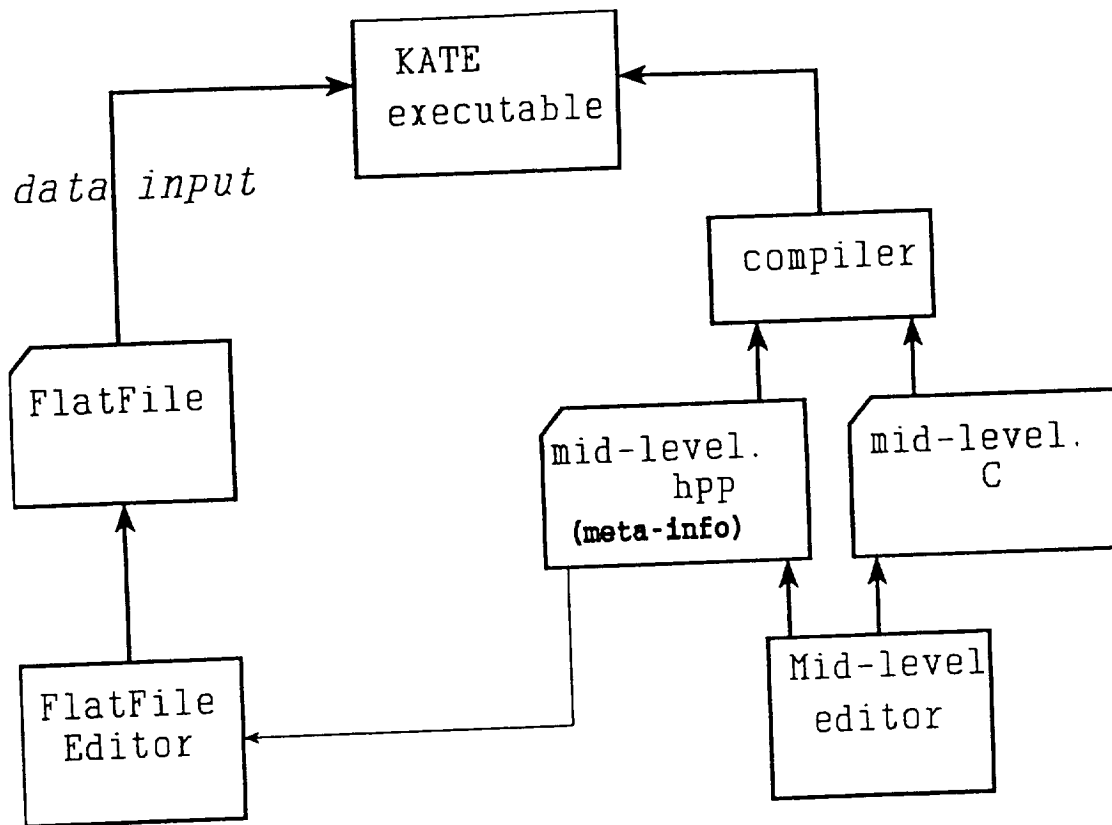 KATE
executable
data input
compiler
FlatFile
mid-level.
hpp
(meta-info)
mid-level.
C
FlatFile
Editor
Mid-level
editor